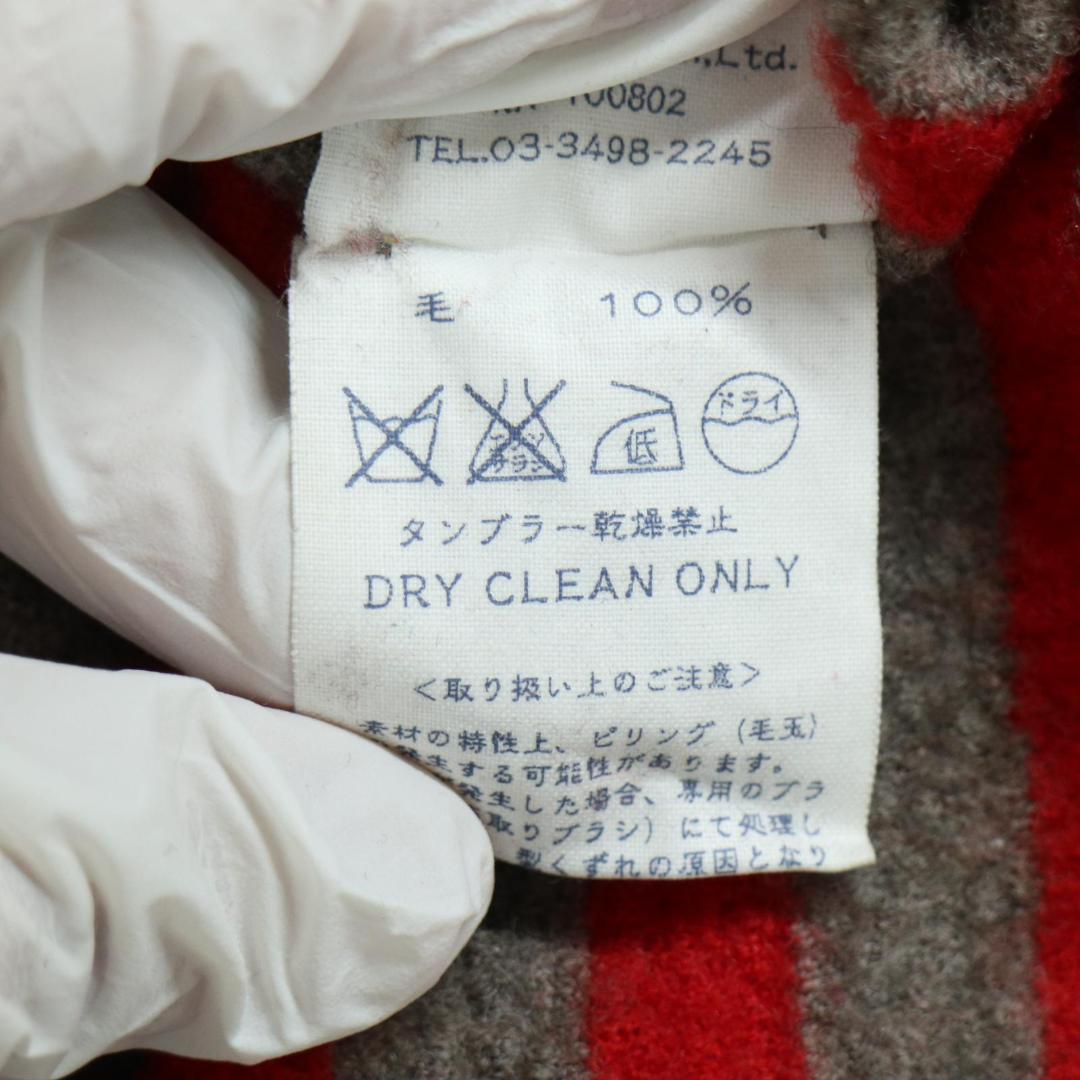 Ltd.
100802
TEL.03-3498-2245
毛 100%
低 ドライ
タンブラー乾燥禁止
DRY CLEAN ONLY
<取り扱い上のご注意>
素材の特性上、ピリング(毛玉)
発生する可能性があります。
発生した場合、専用のブラ
取りブラシ)にて処理し
型くずれの原因となり